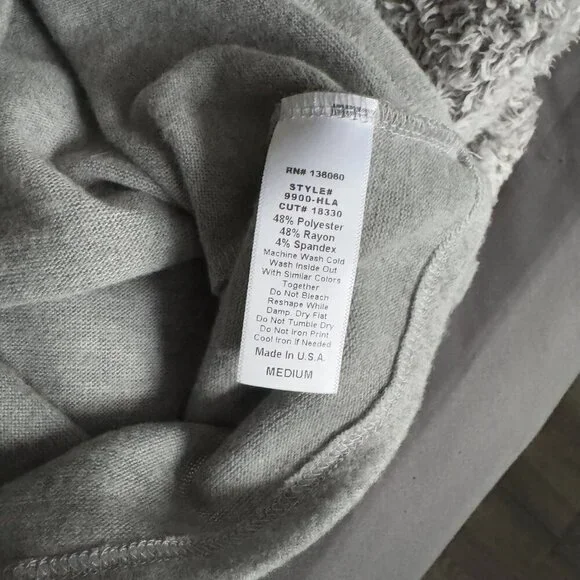 RN# 136060
STYLE#
9900-HLA
CUT# 18330
48% Polyester
48% Rayon
4% Spandex
Machine Wash Cold
Wash Inside Out
With Similar Colors
Together
Do Not Bleach
Reshape While
Damp. Dry Flat
Do Not Tumble Dry
Do Not Iron Print
Cool Iron If Needed
Made In U.S.A.
MEDIUM